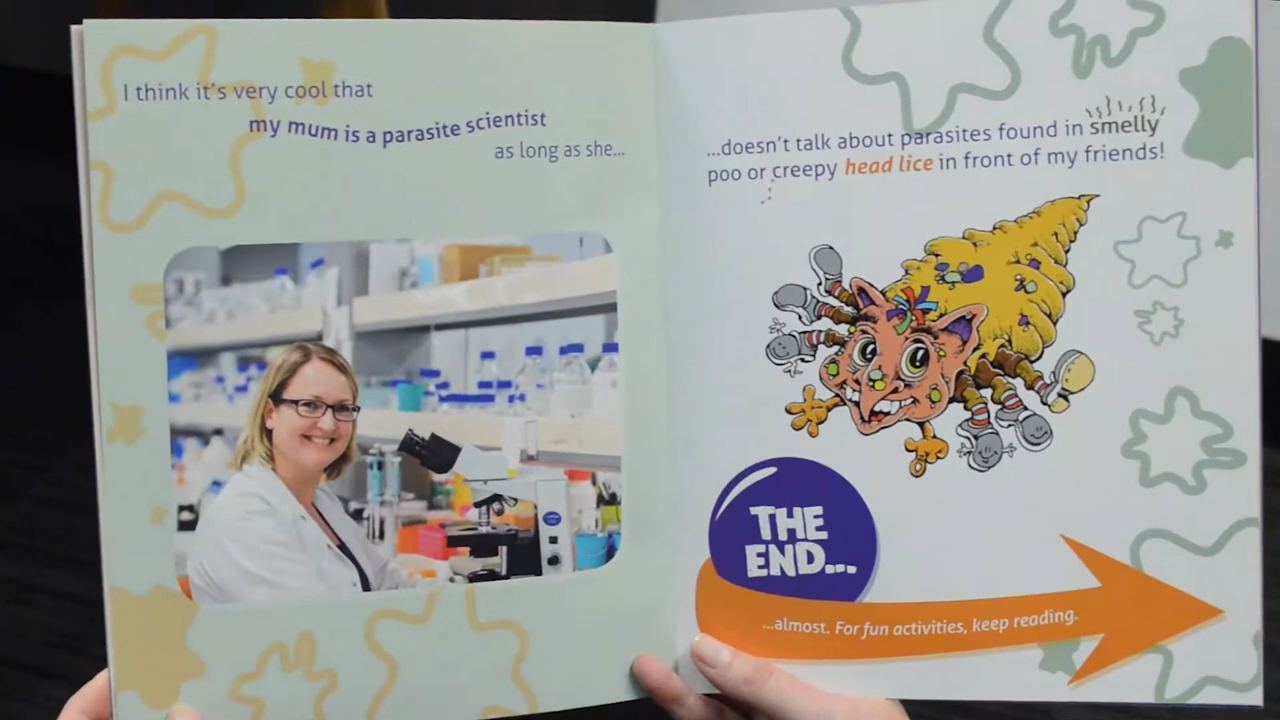 I think it's very cool that
my mum is a parasite scientist
as long as she...
...doesn't talk about parasites found in smelly
poo or creepy head lice in front of my friends!
THE
END...
...almost. For fun activities, keep reading.